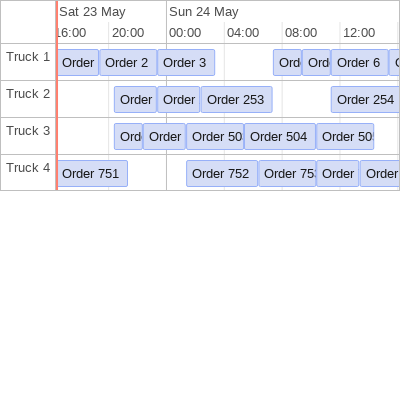 Sat 23 May Sun 24 May
16:00 20:00 00:00 04:00 08:00 12:00
Truck 1 Order Order 2 Order 3 Ord Ord Order 6
Truck 2 Order Order Order 253 Order 254
Truck 3 Ord Order Order 50 Order 504 Order 50
Truck 4 Order 751 Order 752 Order 75 Order Order